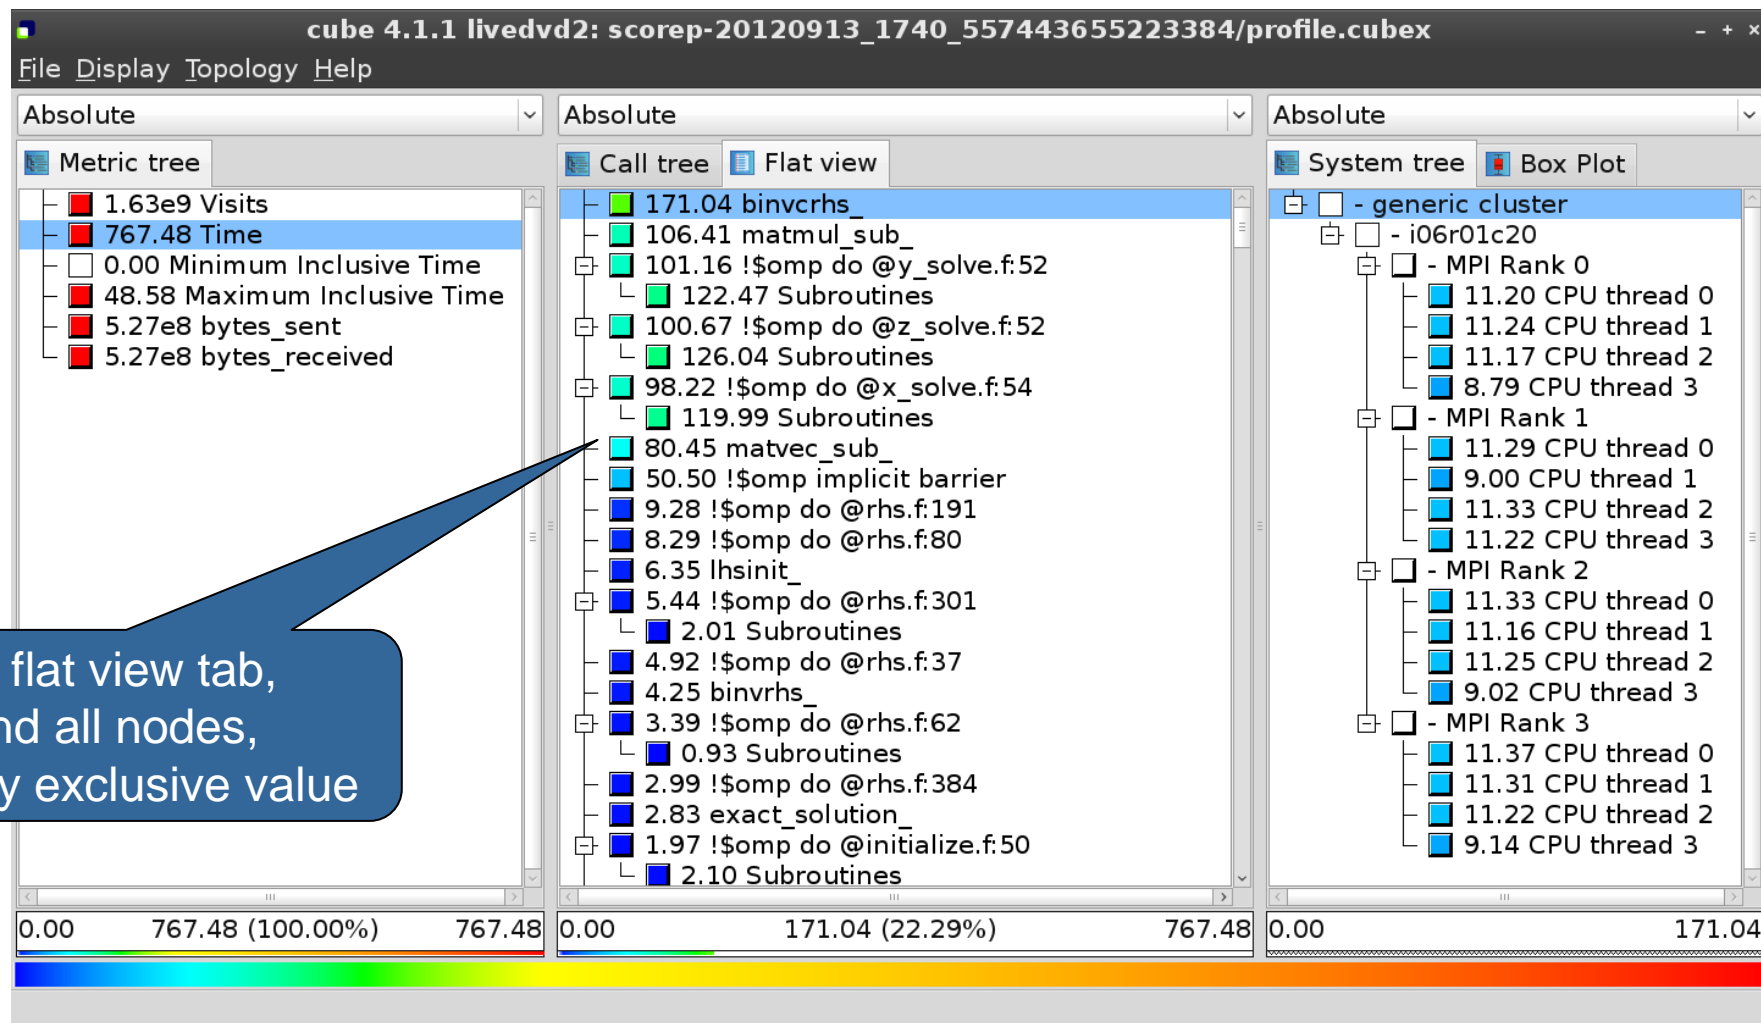 cube 4.1.1 livedvd2: scorep-20120913_1740_557443655223384/profile.cubex
File Display Topology Help
Absolute
Metric tree
1.63e9 Visits
767.48 Time
0.00 Minimum Inclusive Time
48.58 Maximum Inclusive Time
5.27e8 bytes_sent
5.27e8 bytes_received
flat view tab,
nd all nodes,
y exclusive value
0.00 767.48 (100.00%) 767.48
Absolute
Call tree Flat view
171.04 binvcrhs_
106.41 matmul_sub_
101.16 !$omp do @y_solve.f:52
122.47 Subroutines
100.67 !$omp do @z_solve.f:52
126.04 Subroutines
98.22 !$omp do @x_solve.f:54
119.99 Subroutines
80.45 matvec_sub_
50.50 !$omp implicit barrier
9.28 !$omp do @rhs.f:191
8.29 !$omp do @rhs.f:80
6.35 lhsinit_
5.44 !$omp do @rhs.f:301
2.01 Subroutines
4.92 !$omp do @rhs.f:37
4.25 binvrhs_
3.39 !$omp do @rhs.f:62
0.93 Subroutines
2.99 !$omp do @rhs.f:384
2.83 exact_solution_
1.97 !$omp do @initialize.f:50
2.10 Subroutines
0.00 171.04 (22.29%) 767.48
Absolute
System tree Box Plot
- generic cluster
- i06r01c20
- MPI Rank 0
11.20 CPU thread 0
11.24 CPU thread 1
11.17 CPU thread 2
8.79 CPU thread 3
- MPI Rank 1
11.29 CPU thread 0
9.00 CPU thread 1
11.33 CPU thread 2
11.22 CPU thread 3
- MPI Rank 2
11.33 CPU thread 0
11.16 CPU thread 1
11.25 CPU thread 2
9.02 CPU thread 3
- MPI Rank 3
11.37 CPU thread 0
11.31 CPU thread 1
11.22 CPU thread 2
9.14 CPU thread 3
0.00 171.04